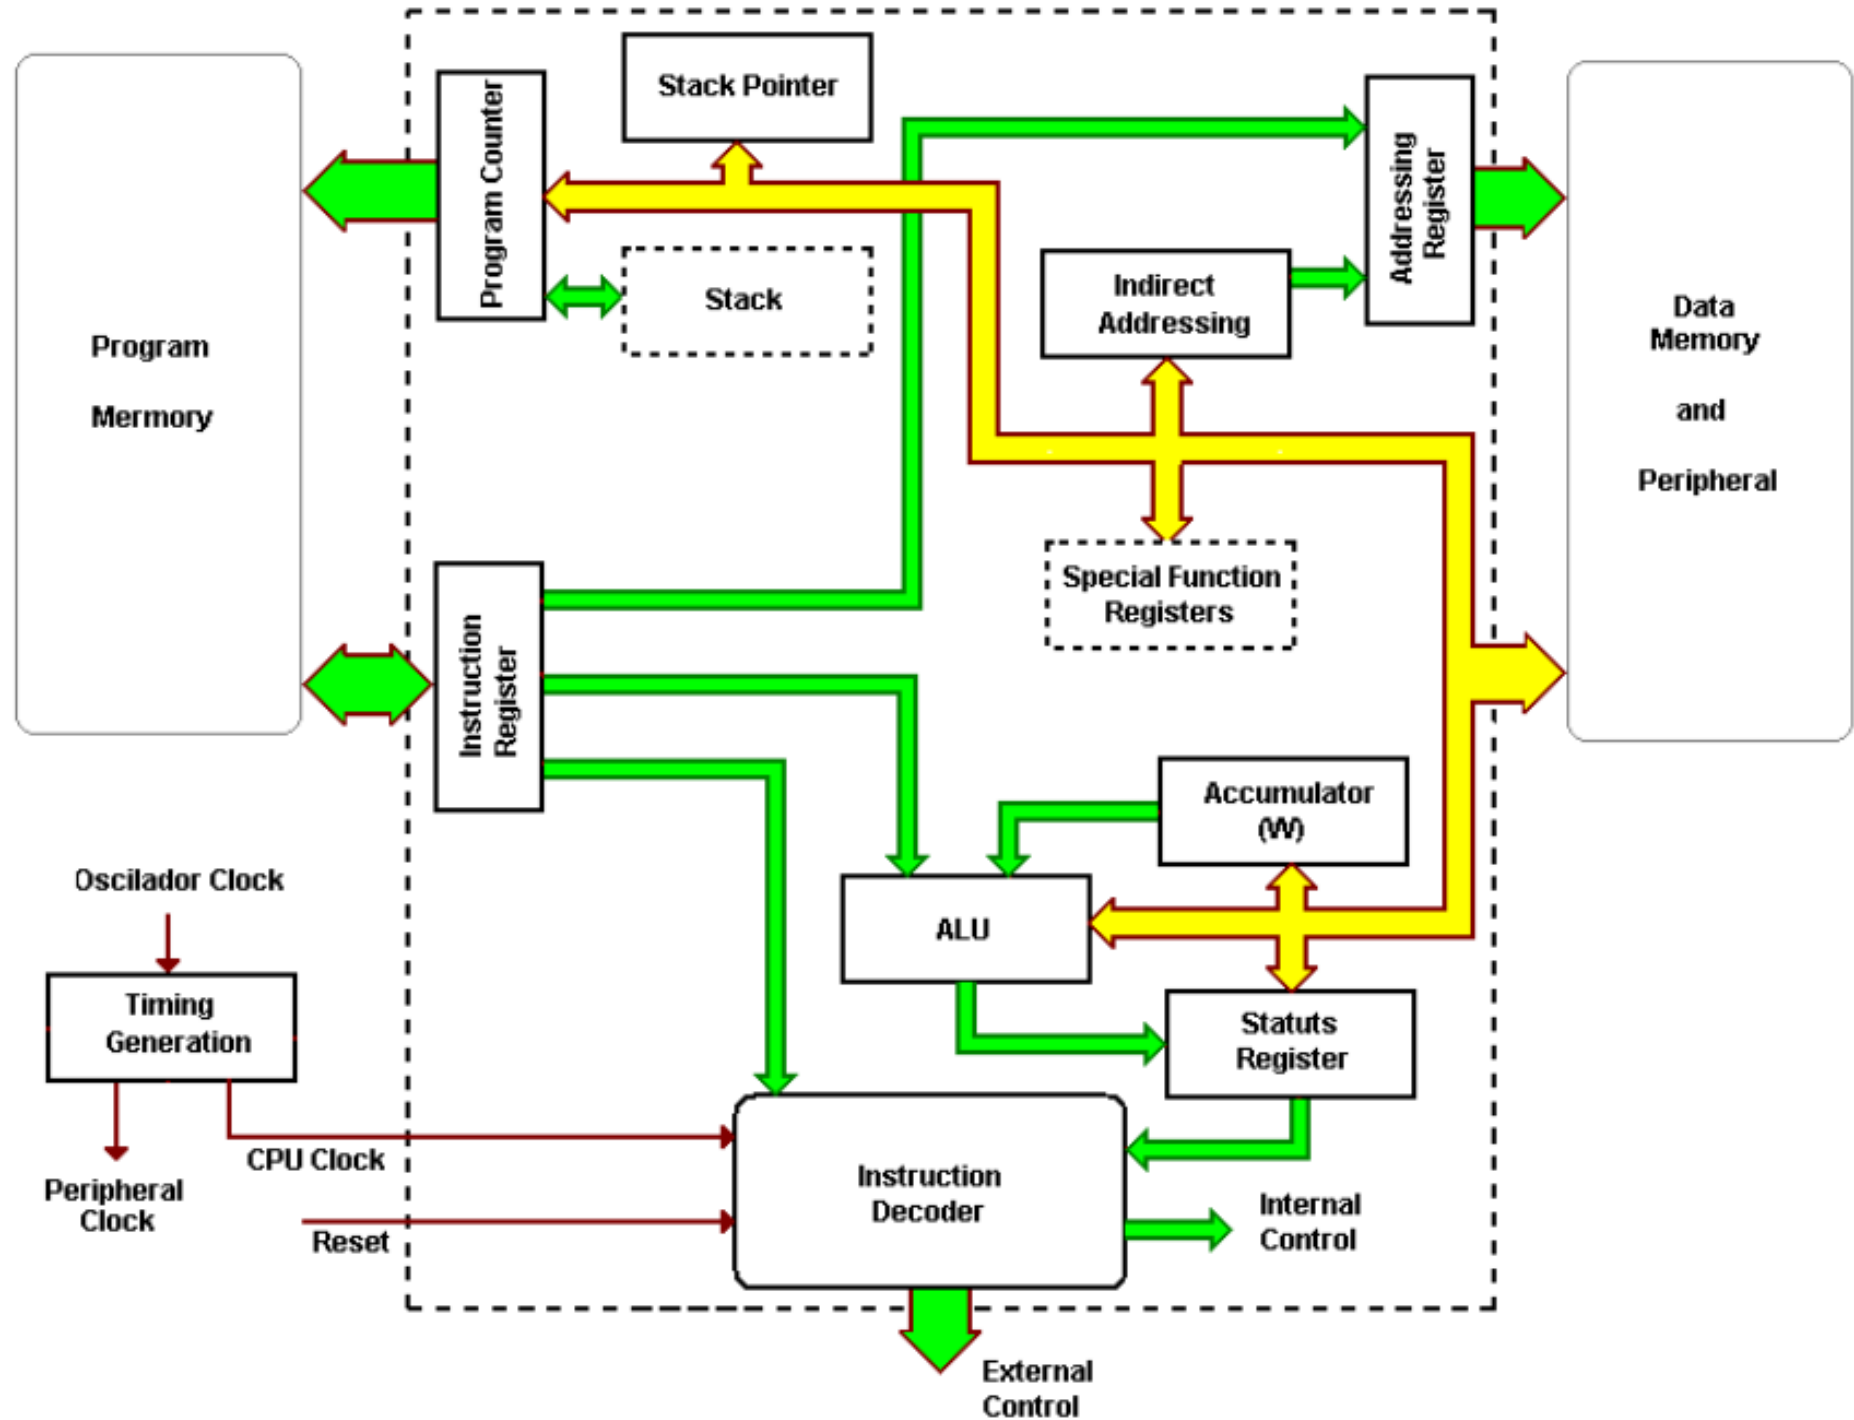 Stack Pointer
Program Counter
Addressing
Register
Stack
Indirect
Addressing
Program
Mermory
Data
Memory
and
Peripheral
Special Function
Registers
Instruction
Register
Accumulator
(W)
Oscilador Clock
ALU
Timing
Generation
Statuts
Register
CPU Clock
Peripheral
Clock
Reset
Instruction
Decoder
Internal
Control
External
Control